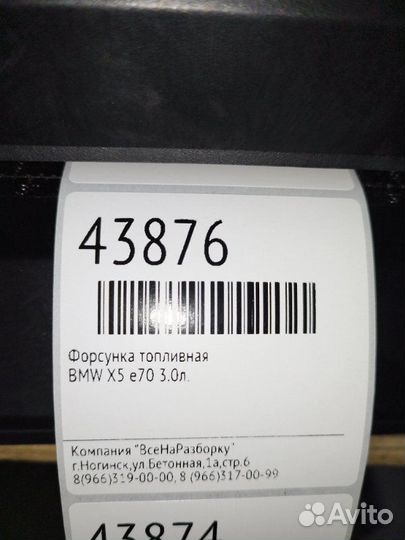 43876
Форсунка топливная
BMW X5 e70 3.0л.
Компания "ВсеНаРазборку"
г.Ногинск,ул.Бетонная,1а,стр.6
8(966)319-00-00, 8 (966)317-00-99
43874
Avito